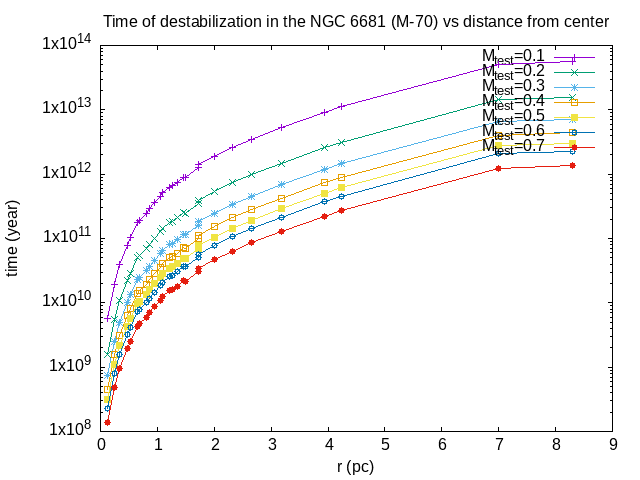 Time of destabilization in the NGC 6681 (M-70) vs distance from center
1x10^14
1x10^13
1x10^12
1x10^11
1x10^10
1x10^9
1x10^8
time (year)
M_test=0.1
M_test=0.2
M_test=0.3
M_test=0.4
M_test=0.5
M_test=0.6
M_test=0.7
0 1 2 3 4 5 6 7 8 9
r (pc)